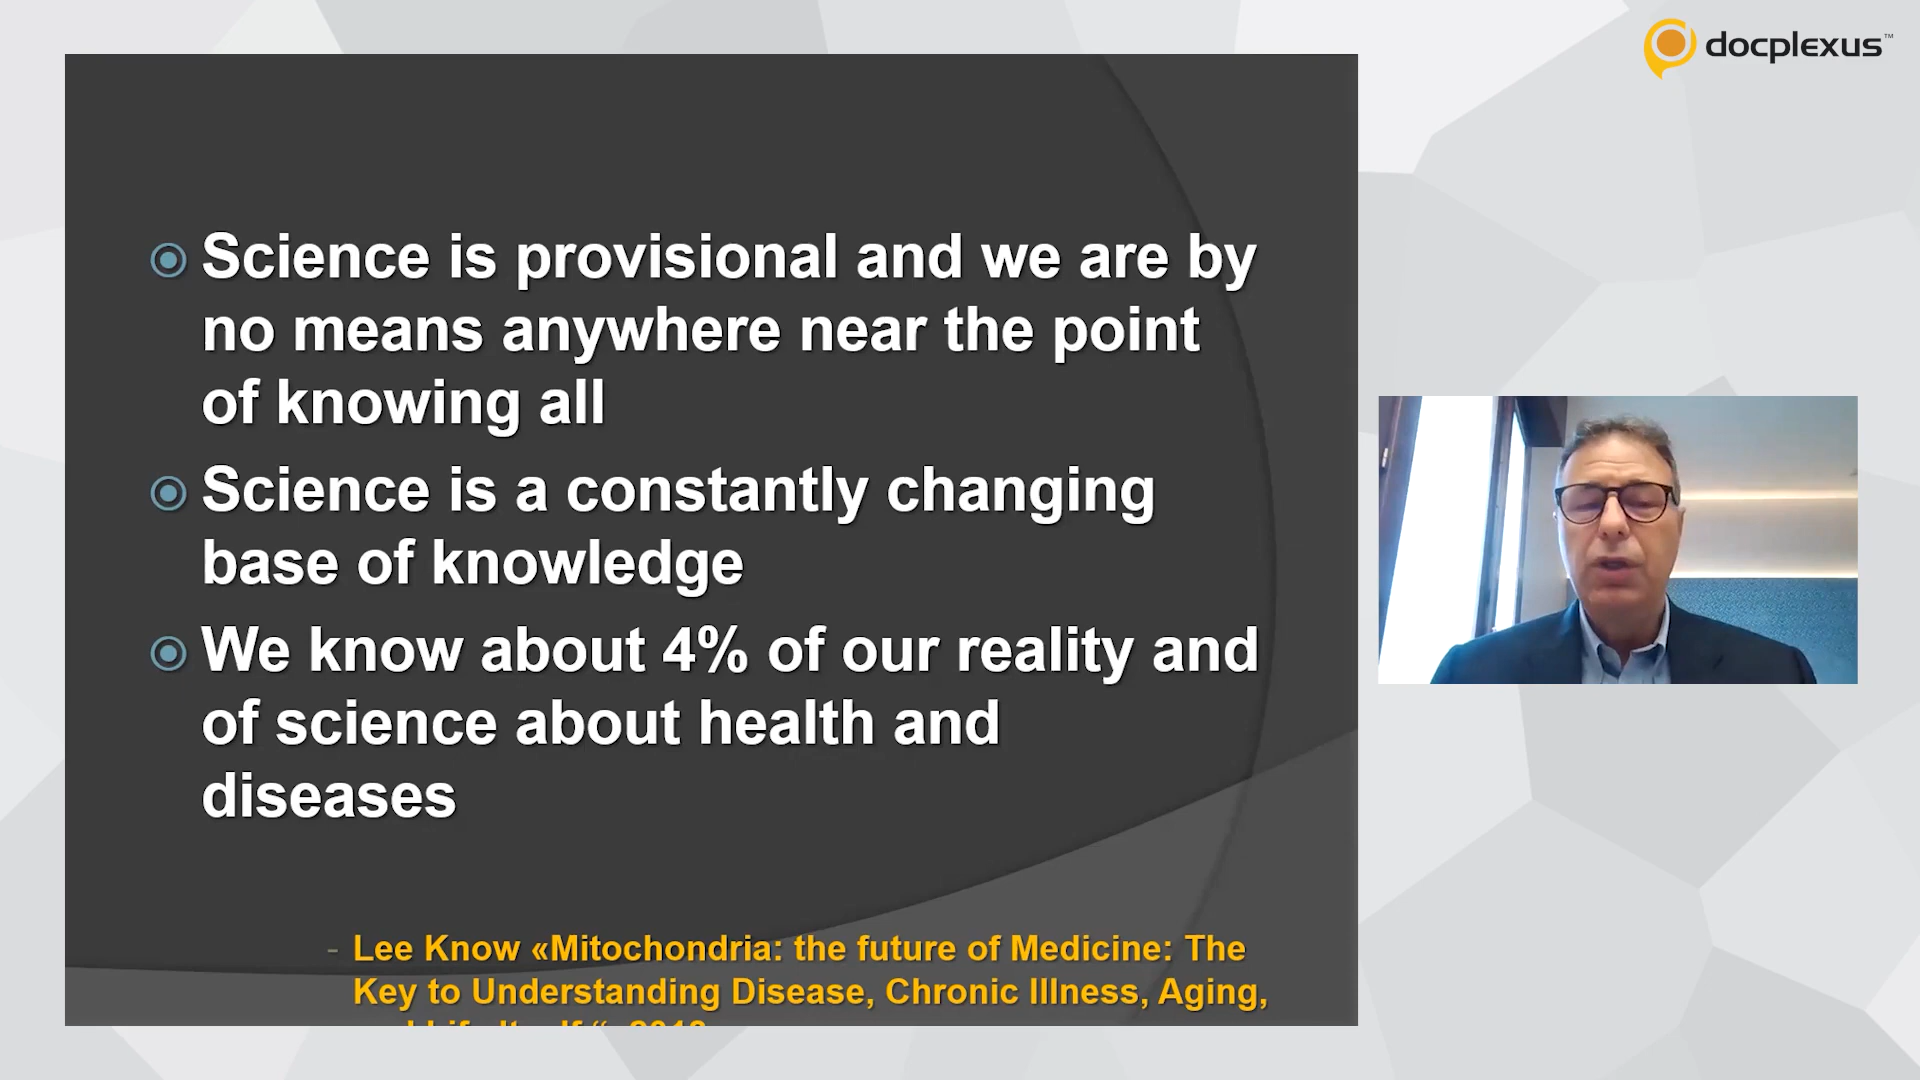 docplexus™
Science is provisional and we are by
no means anywhere near the point
of knowing all
Science is a constantly changing
base of knowledge
We know about 4% of our reality and
of science about health and
diseases
- Lee Know «Mitochondria: the future of Medicine: The
Key to Understanding Disease, Chronic Illness, Aging,